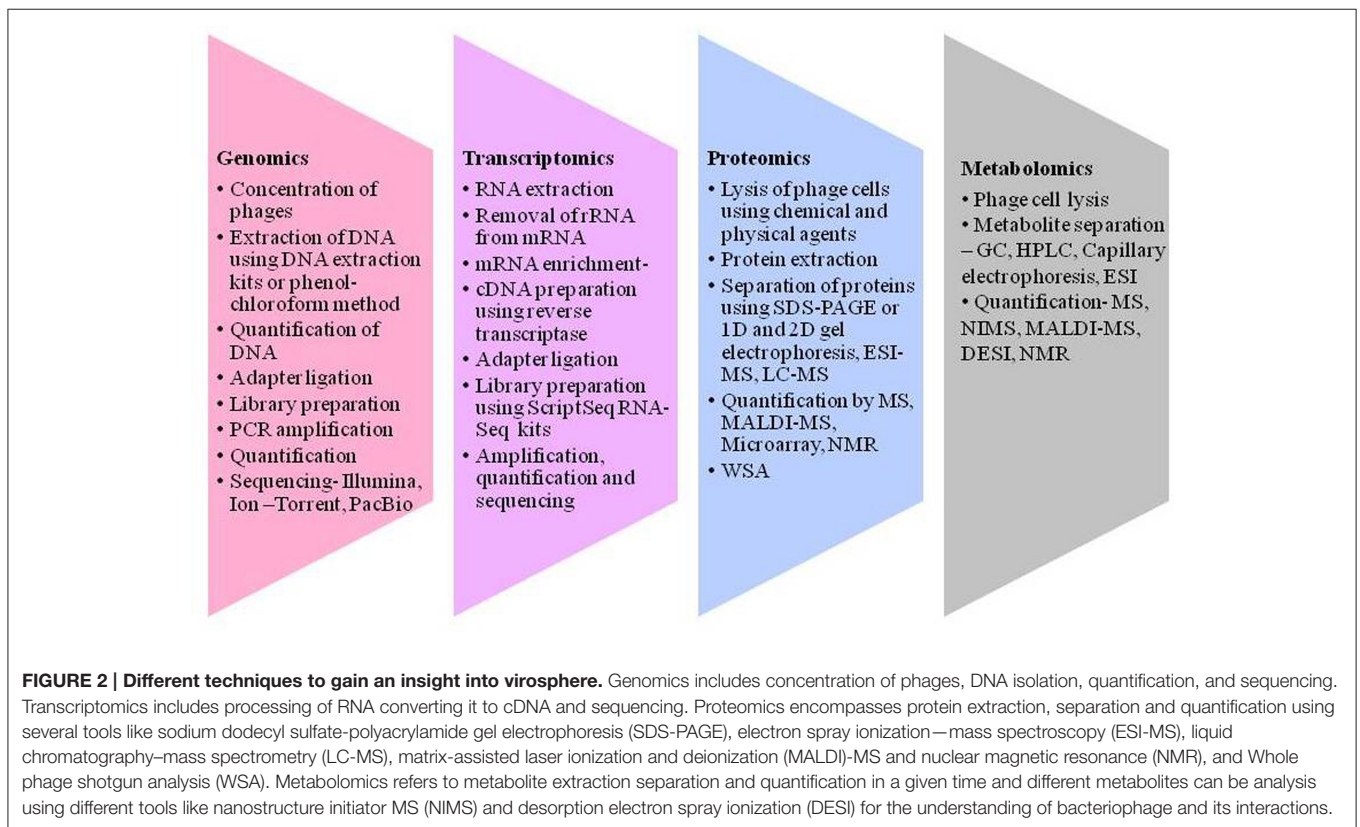 Genomics
• Concentration of
phages
• Extraction of DNA
using DNA extraction
kits or phenol-
chloroform method
• Quantification of
DNA
• Adapter ligation
• Library preparation
• PCR amplification
• Quantification
• Sequencing- Illumina,
Ion –Torrent, PacBio
Transcriptomics
• RNA extraction
• Removal of rRNA
from mRNA
• mRNA enrichment-
• cDNA preparation
using reverse
transcriptase
• Adapter ligation
• Library preparation
using ScriptSeq RNA-
Seq kits
• Amplification,
quantification and
sequencing
Proteomics
• Lysis of phage cells
using chemical and
physical agents
• Protein extraction
• Separation of proteins
using SDS-PAGE or
1D and 2D gel
electrophoresis, ESI-
MS, LC-MS
• Quantification by MS,
MALDI-MS,
Microarray, NMR
• WSA
Metabolomics
• Phage cell lysis
• Metabolite separation
– GC, HPLC, Capillary
electrophoresis, ESI
• Quantification- MS,
NIMS, MALDI-MS,
DESI, NMR
FIGURE 2 | Different techniques to gain an insight into virosphere. Genomics includes concentration of phages, DNA isolation, quantification, and sequencing.
Transcriptomics includes processing of RNA converting it to cDNA and sequencing. Proteomics encompasses protein extraction, separation and quantification using
several tools like sodium dodecyl sulfate-polyacrylamide gel electrophoresis (SDS-PAGE), electron spray ionization—mass spectroscopy (ESI-MS), liquid
chromatography–mass spectrometry (LC-MS), matrix-assisted laser ionization and deionization (MALDI)-MS and nuclear magnetic resonance (NMR), and Whole
phage shotgun analysis (WSA). Metabolomics refers to metabolite extraction separation and quantification in a given time and different metabolites can be analysis
using different tools like nanostructure initiator MS (NIMS) and desorption electron spray ionization (DESI) for the understanding of bacteriophage and its interactions.